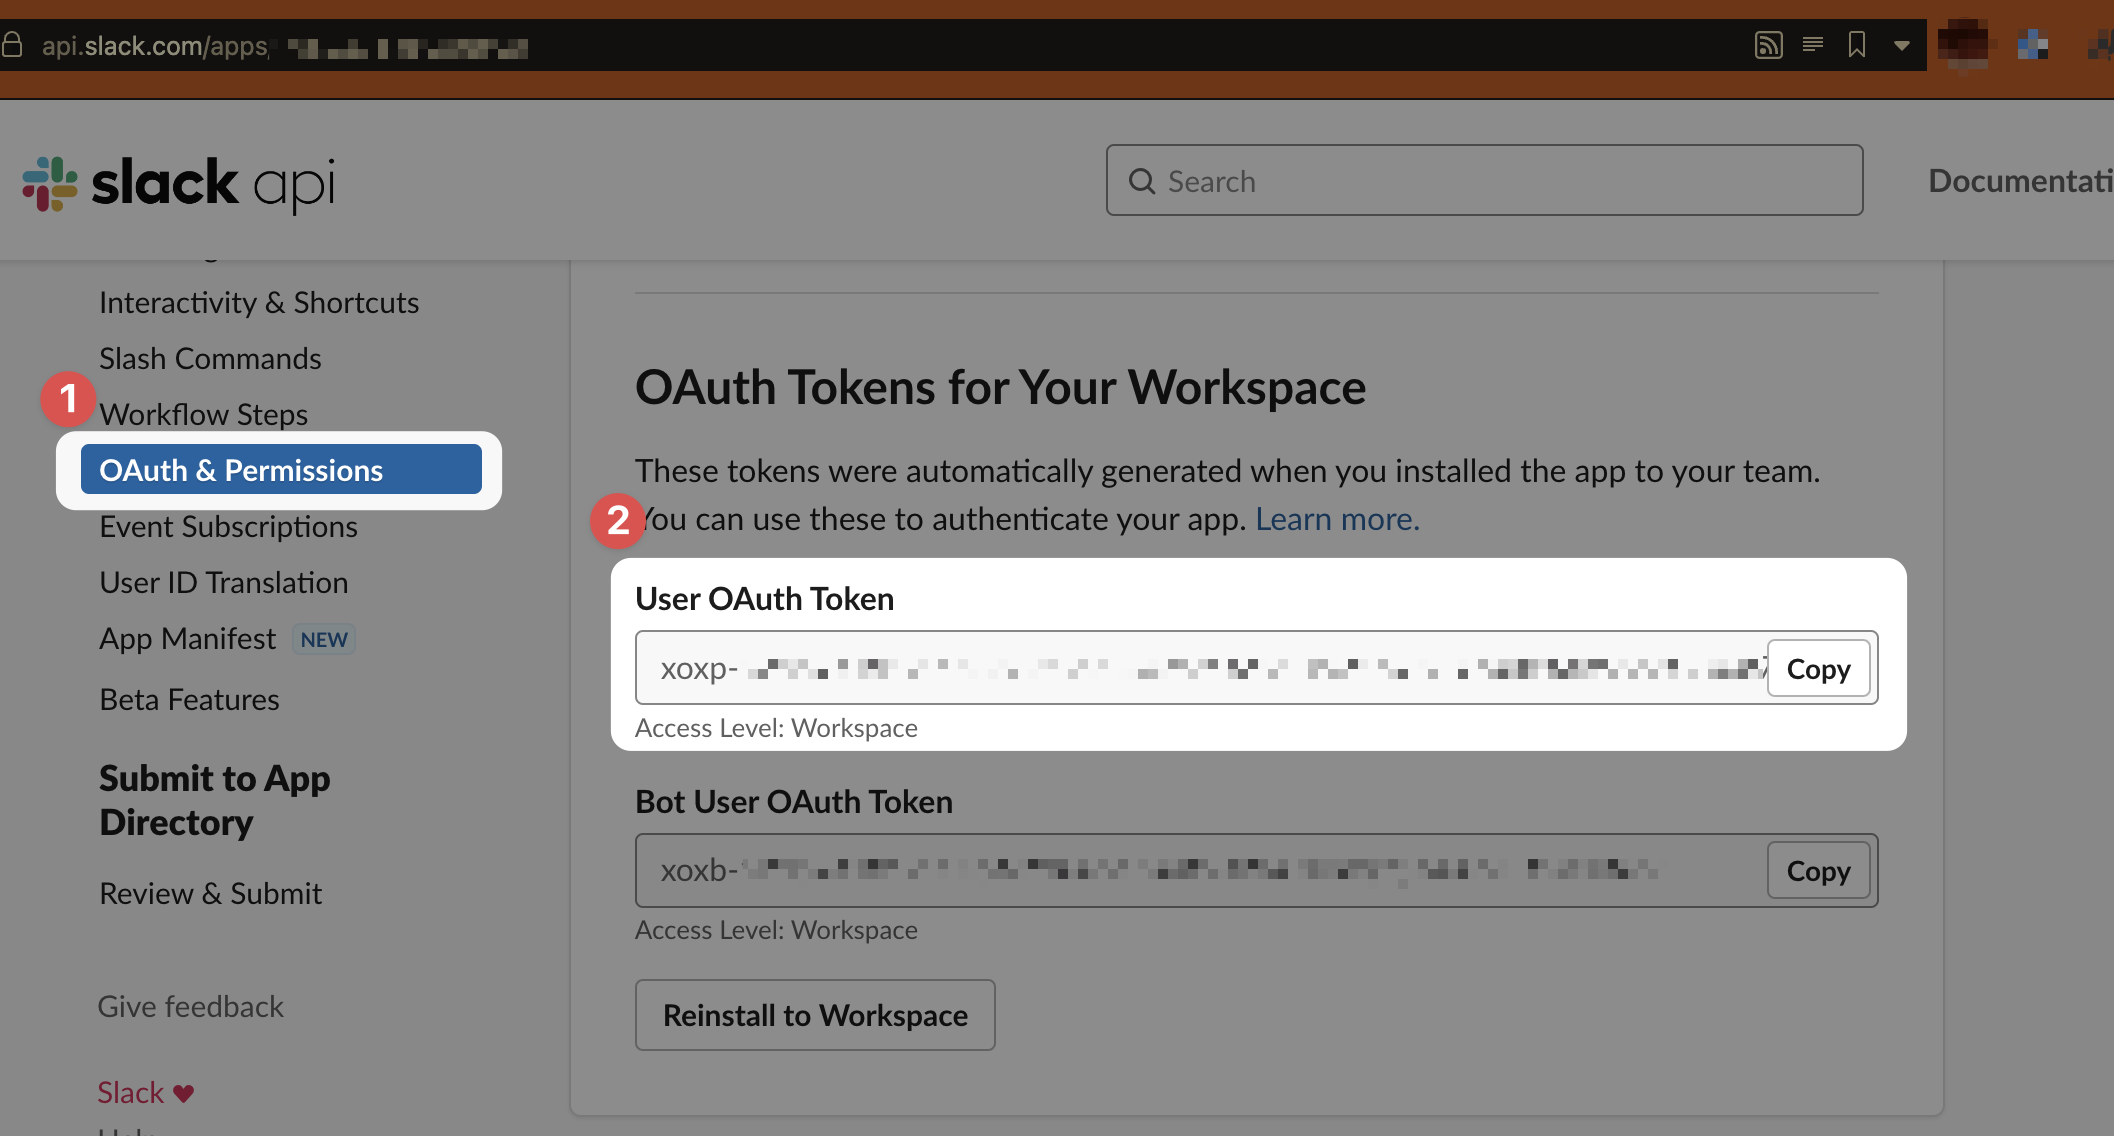 api.slack.com/apps
slack api
Search
Interactivity & Shortcuts
Slash Commands
1
Workflow Steps
OAuth & Permissions
Event Subscriptions
User ID Translation
App Manifest NEW
Beta Features
Submit to App
Directory
Review & Submit
Give feedback
Slack
OAuth Tokens for Your Workspace
These tokens were automatically generated when you installed the app to your team.
2
You can use these to authenticate your app. Learn more.
User OAuth Token
xoxp- Copy
Access Level: Workspace
Bot User OAuth Token
xoxb- Copy
Access Level: Workspace
Reinstall to Workspace